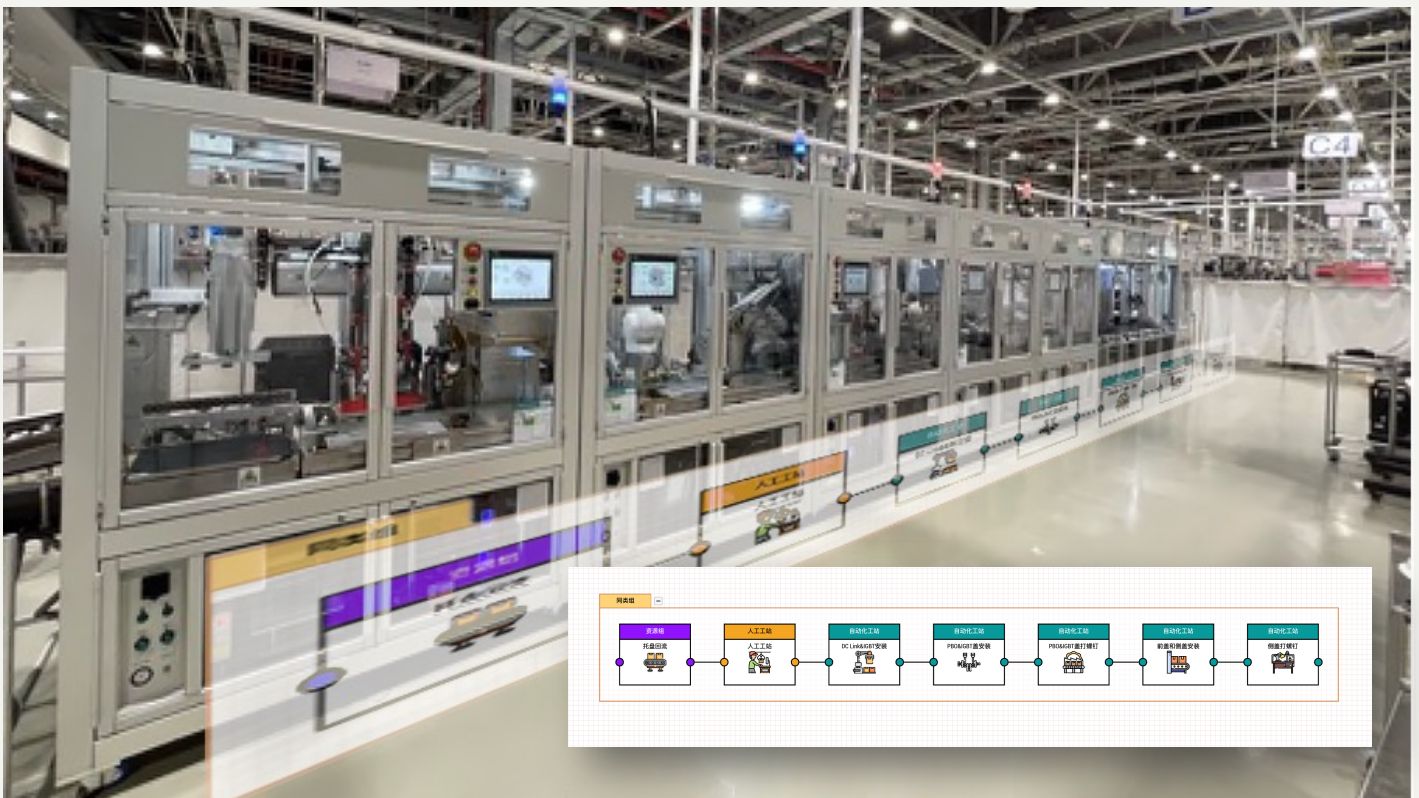 C4
人工工站
人工工站
同类组
资源组
托盘回流
人工工站
人工工站
自动化工站
DC Link&IGBT安装
自动化工站
PBO&IGBT盖安装
自动化工站
PBO&IGBT盖打螺钉
自动化工站
前盖和侧盖安装
自动化工站
侧盖打螺钉